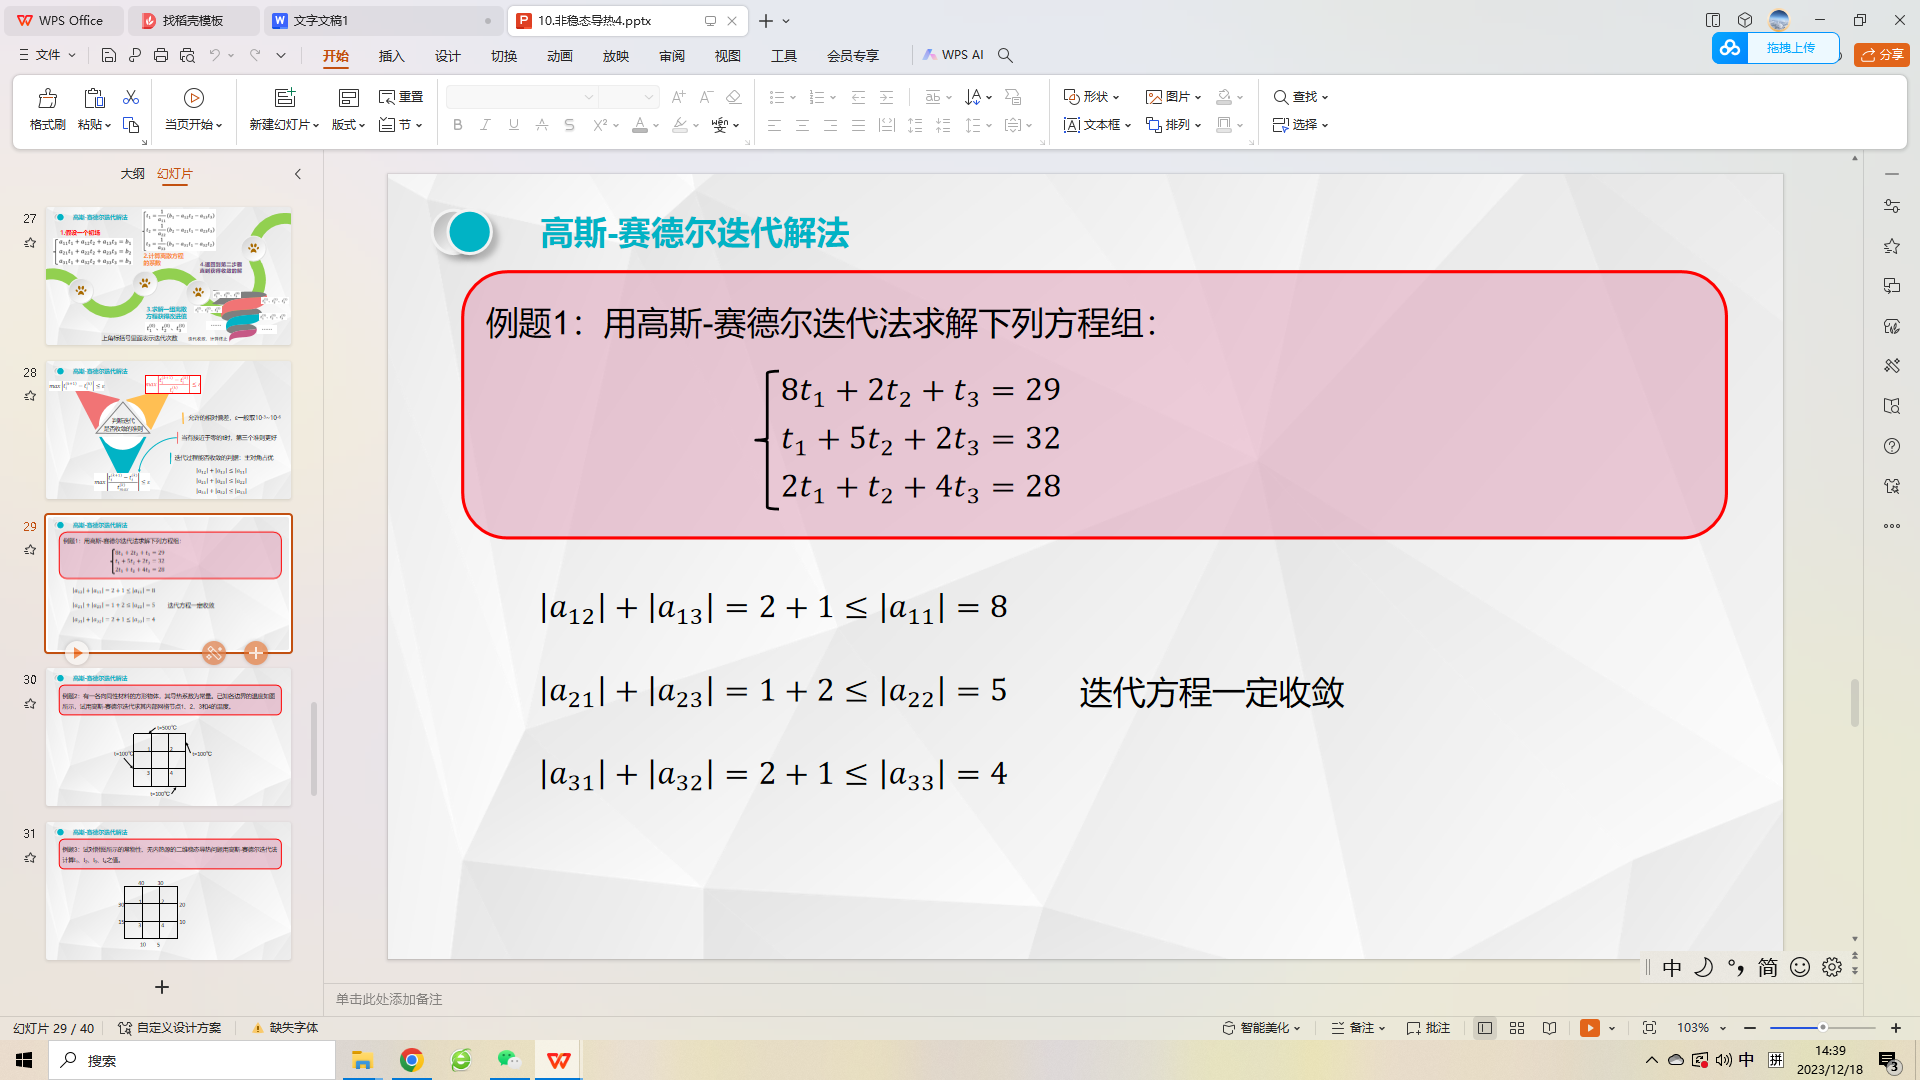 WPS Office
找稻壳模板
文字文稿1
10.非稳态导热4.pptx
拖拽上传
文件
开始 插入 设计 切换 动画 放映 审阅 视图 工具 会员专享
WPS AI
分享
格式刷 粘贴 当页开始 新建幻灯片 版式 重置
节
形状 图片 查找
文本框 排列 选择
大纲 幻灯片
27
28
29
30
31
高斯-赛德尔迭代解法
例题1：用高斯-赛德尔迭代法求解下列方程组：
8t₁ + 2t₂ + t₃ = 29
t₁ + 5t₂ + 2t₃ = 32
2t₁ + t₂ + 4t₃ = 28
|a₁₂| + |a₁₃| = 2 + 1 ≤ |a₁₁| = 8
|a₂₁| + |a₂₃| = 1 + 2 ≤ |a₂₂| = 5 迭代方程一定收敛
|a₃₁| + |a₃₂| = 2 + 1 ≤ |a₃₃| = 4
中 简
单击此处添加备注
幻灯片 29 / 40 自定义设计方案 缺失字体 智能美化 备注 批注 103%
搜索
中 拼
14:39
2023/12/18
3